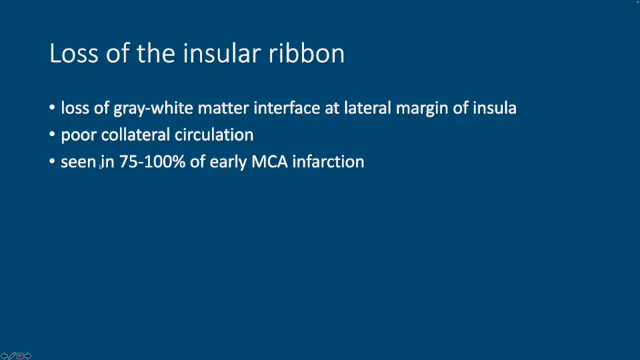 Loss of the insular ribbon
• loss of gray-white matter interface at lateral margin of insula
• poor collateral circulation
• seen in 75-100% of early MCA infarction